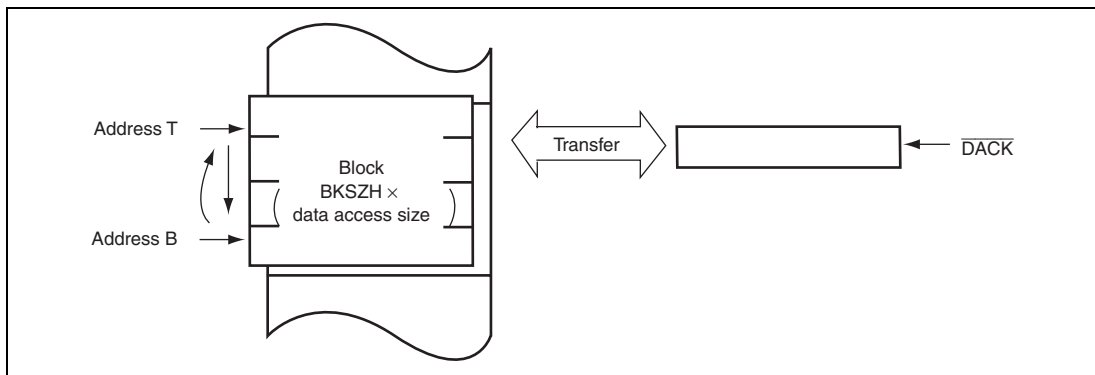 Address T
Block
BKSZH ×
data access size
Address B
Transfer
DACK